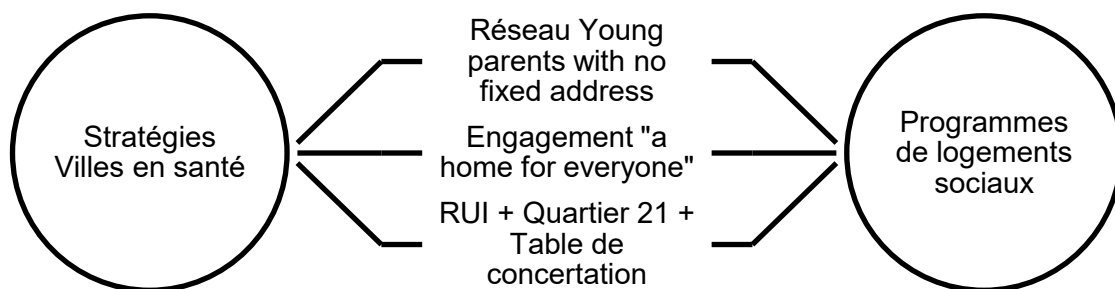 Stratégies
Villes en santé
Réseau Young
parents with no
fixed address
Engagement "a
home for everyone"
RUI + Quartier 21 +
Table de
concertation
Programmes
de logements
sociaux